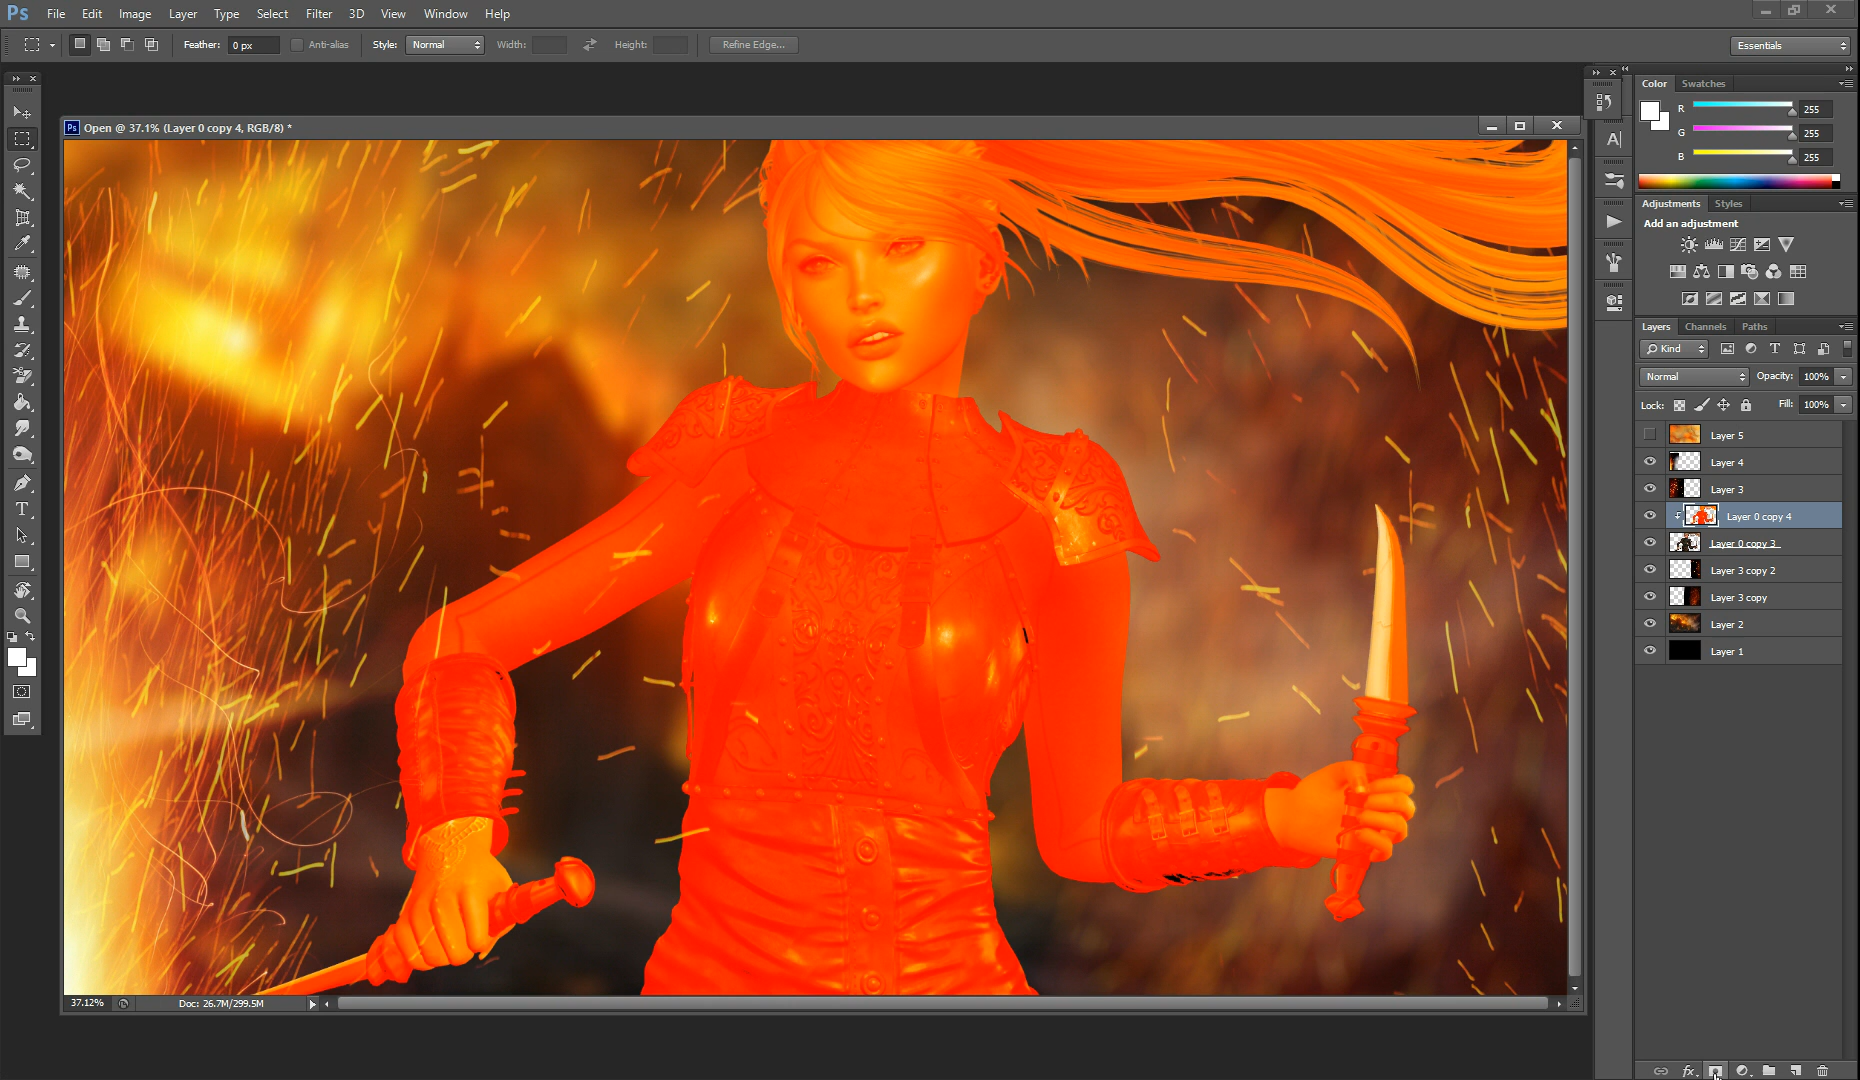 Ps File Edit Image Layer Type Select Filter 3D View Window Help
Feather: 0 px Anti-alias Style: Normal Width: Height: Refine Edge... Essentials
Ps Open @ 37.1% (Layer 0 copy 4, RGB/8) *
Color Swatches
R 255
G 255
B 255
Adjustments Styles
Add an adjustment
Layers Channels Paths
Kind
Normal Opacity: 100%
Lock: Fill: 100%
Layer 5
Layer 4
Layer 3
Layer 0 copy 4
Layer 0 copy 3
Layer 3 copy 2
Layer 3 copy
Layer 2
Layer 1
37.12% Doc: 26.7M/299.5M
fx